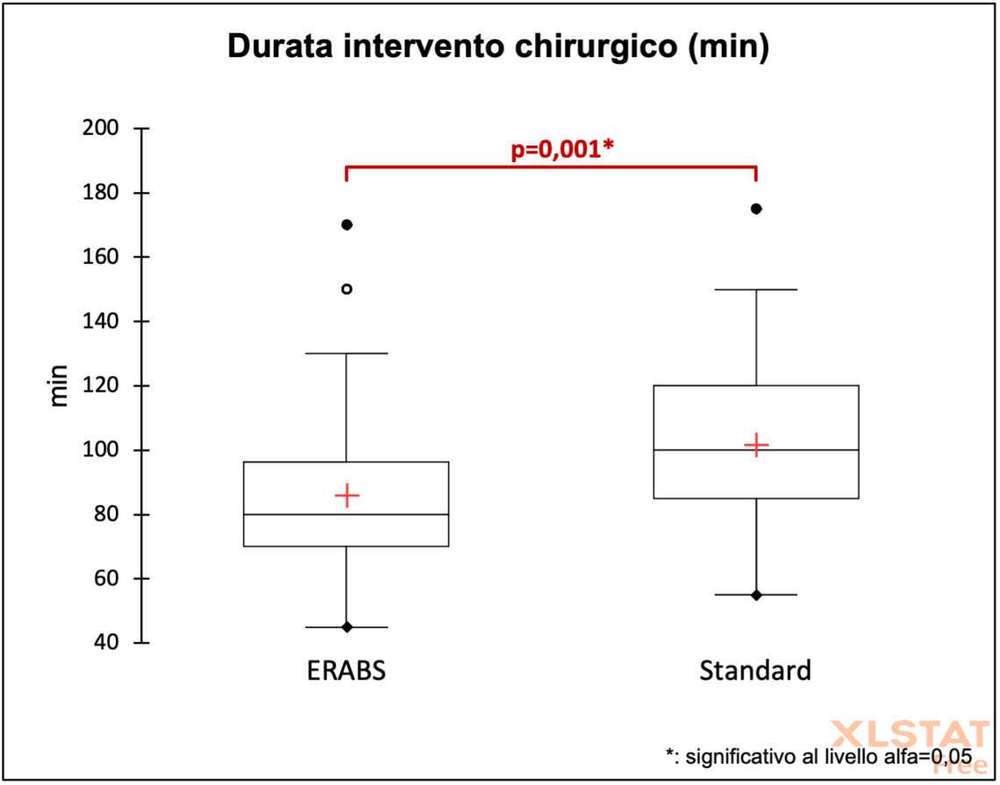 Durata intervento chirurgico (min)
200
p=0,001*
180
160
140
120
min
100
80
60
40
ERABS
Standard
XLSTAT
*: significativo al livello alfa=0,05
Free